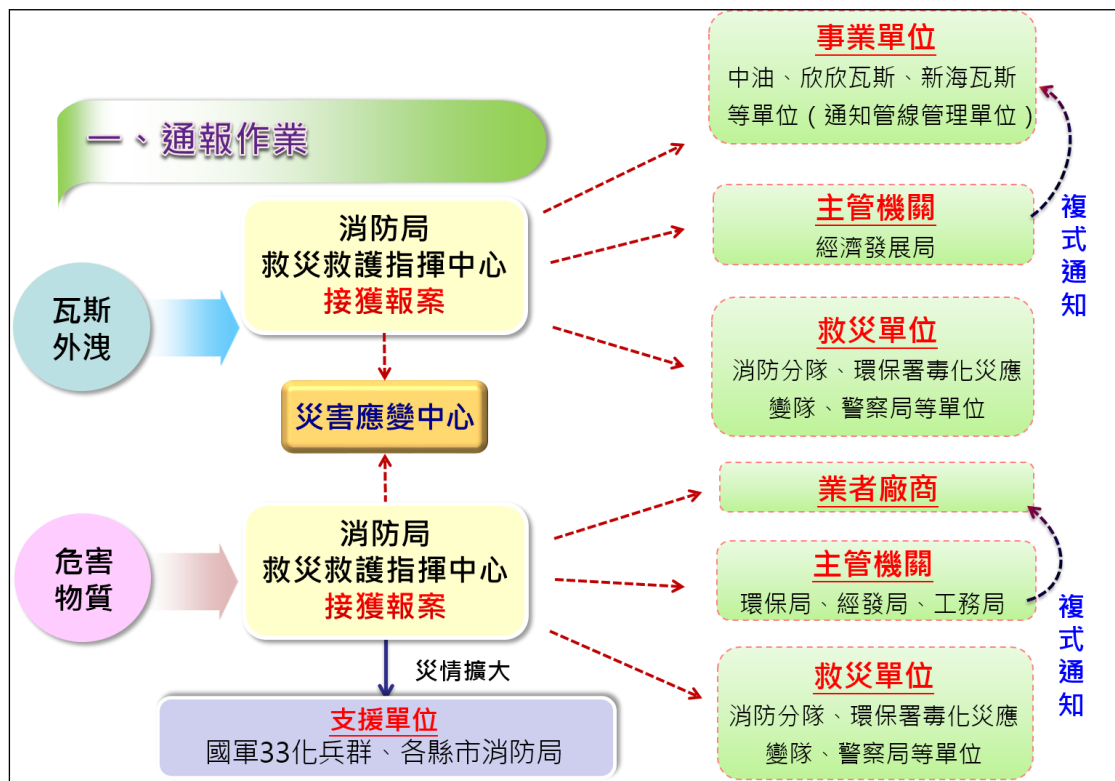 一、通報作業
瓦斯
外洩
消防局
救災救護指揮中心
接獲報案
事業單位
中油、欣欣瓦斯、新海瓦斯
等單位（通知管線管理單位）
主管機關
經濟發展局
複式通知
救災單位
消防分隊、環保署毒化災應
變隊、警察局等單位
災害應變中心
危害
物質
消防局
救災救護指揮中心
接獲報案
業者廠商
主管機關
環保局、經發局、工務局
複式通知
救災單位
消防分隊、環保署毒化災應
變隊、警察局等單位
災情擴大
支援單位
國軍33化兵群、各縣市消防局